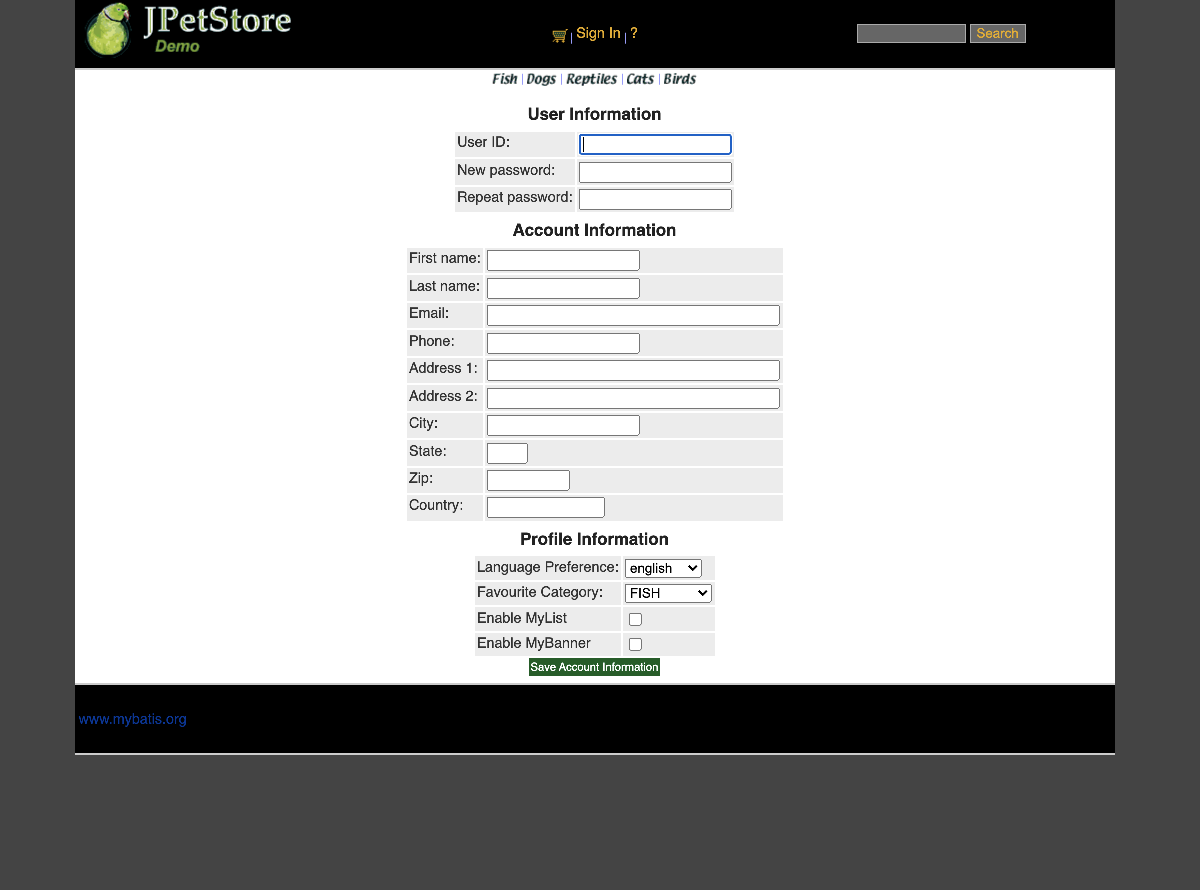 JPetStore
Demo
Sign In | ?
Search
Fish | Dogs | Reptiles | Cats | Birds
User Information
User ID:
New password:
Repeat password:
Account Information
First name:
Last name:
Email:
Phone:
Address 1:
Address 2:
City:
State:
Zip:
Country:
Profile Information
Language Preference: english
Favourite Category: FISH
Enable MyList
Enable MyBanner
Save Account Information
www.mybatis.org